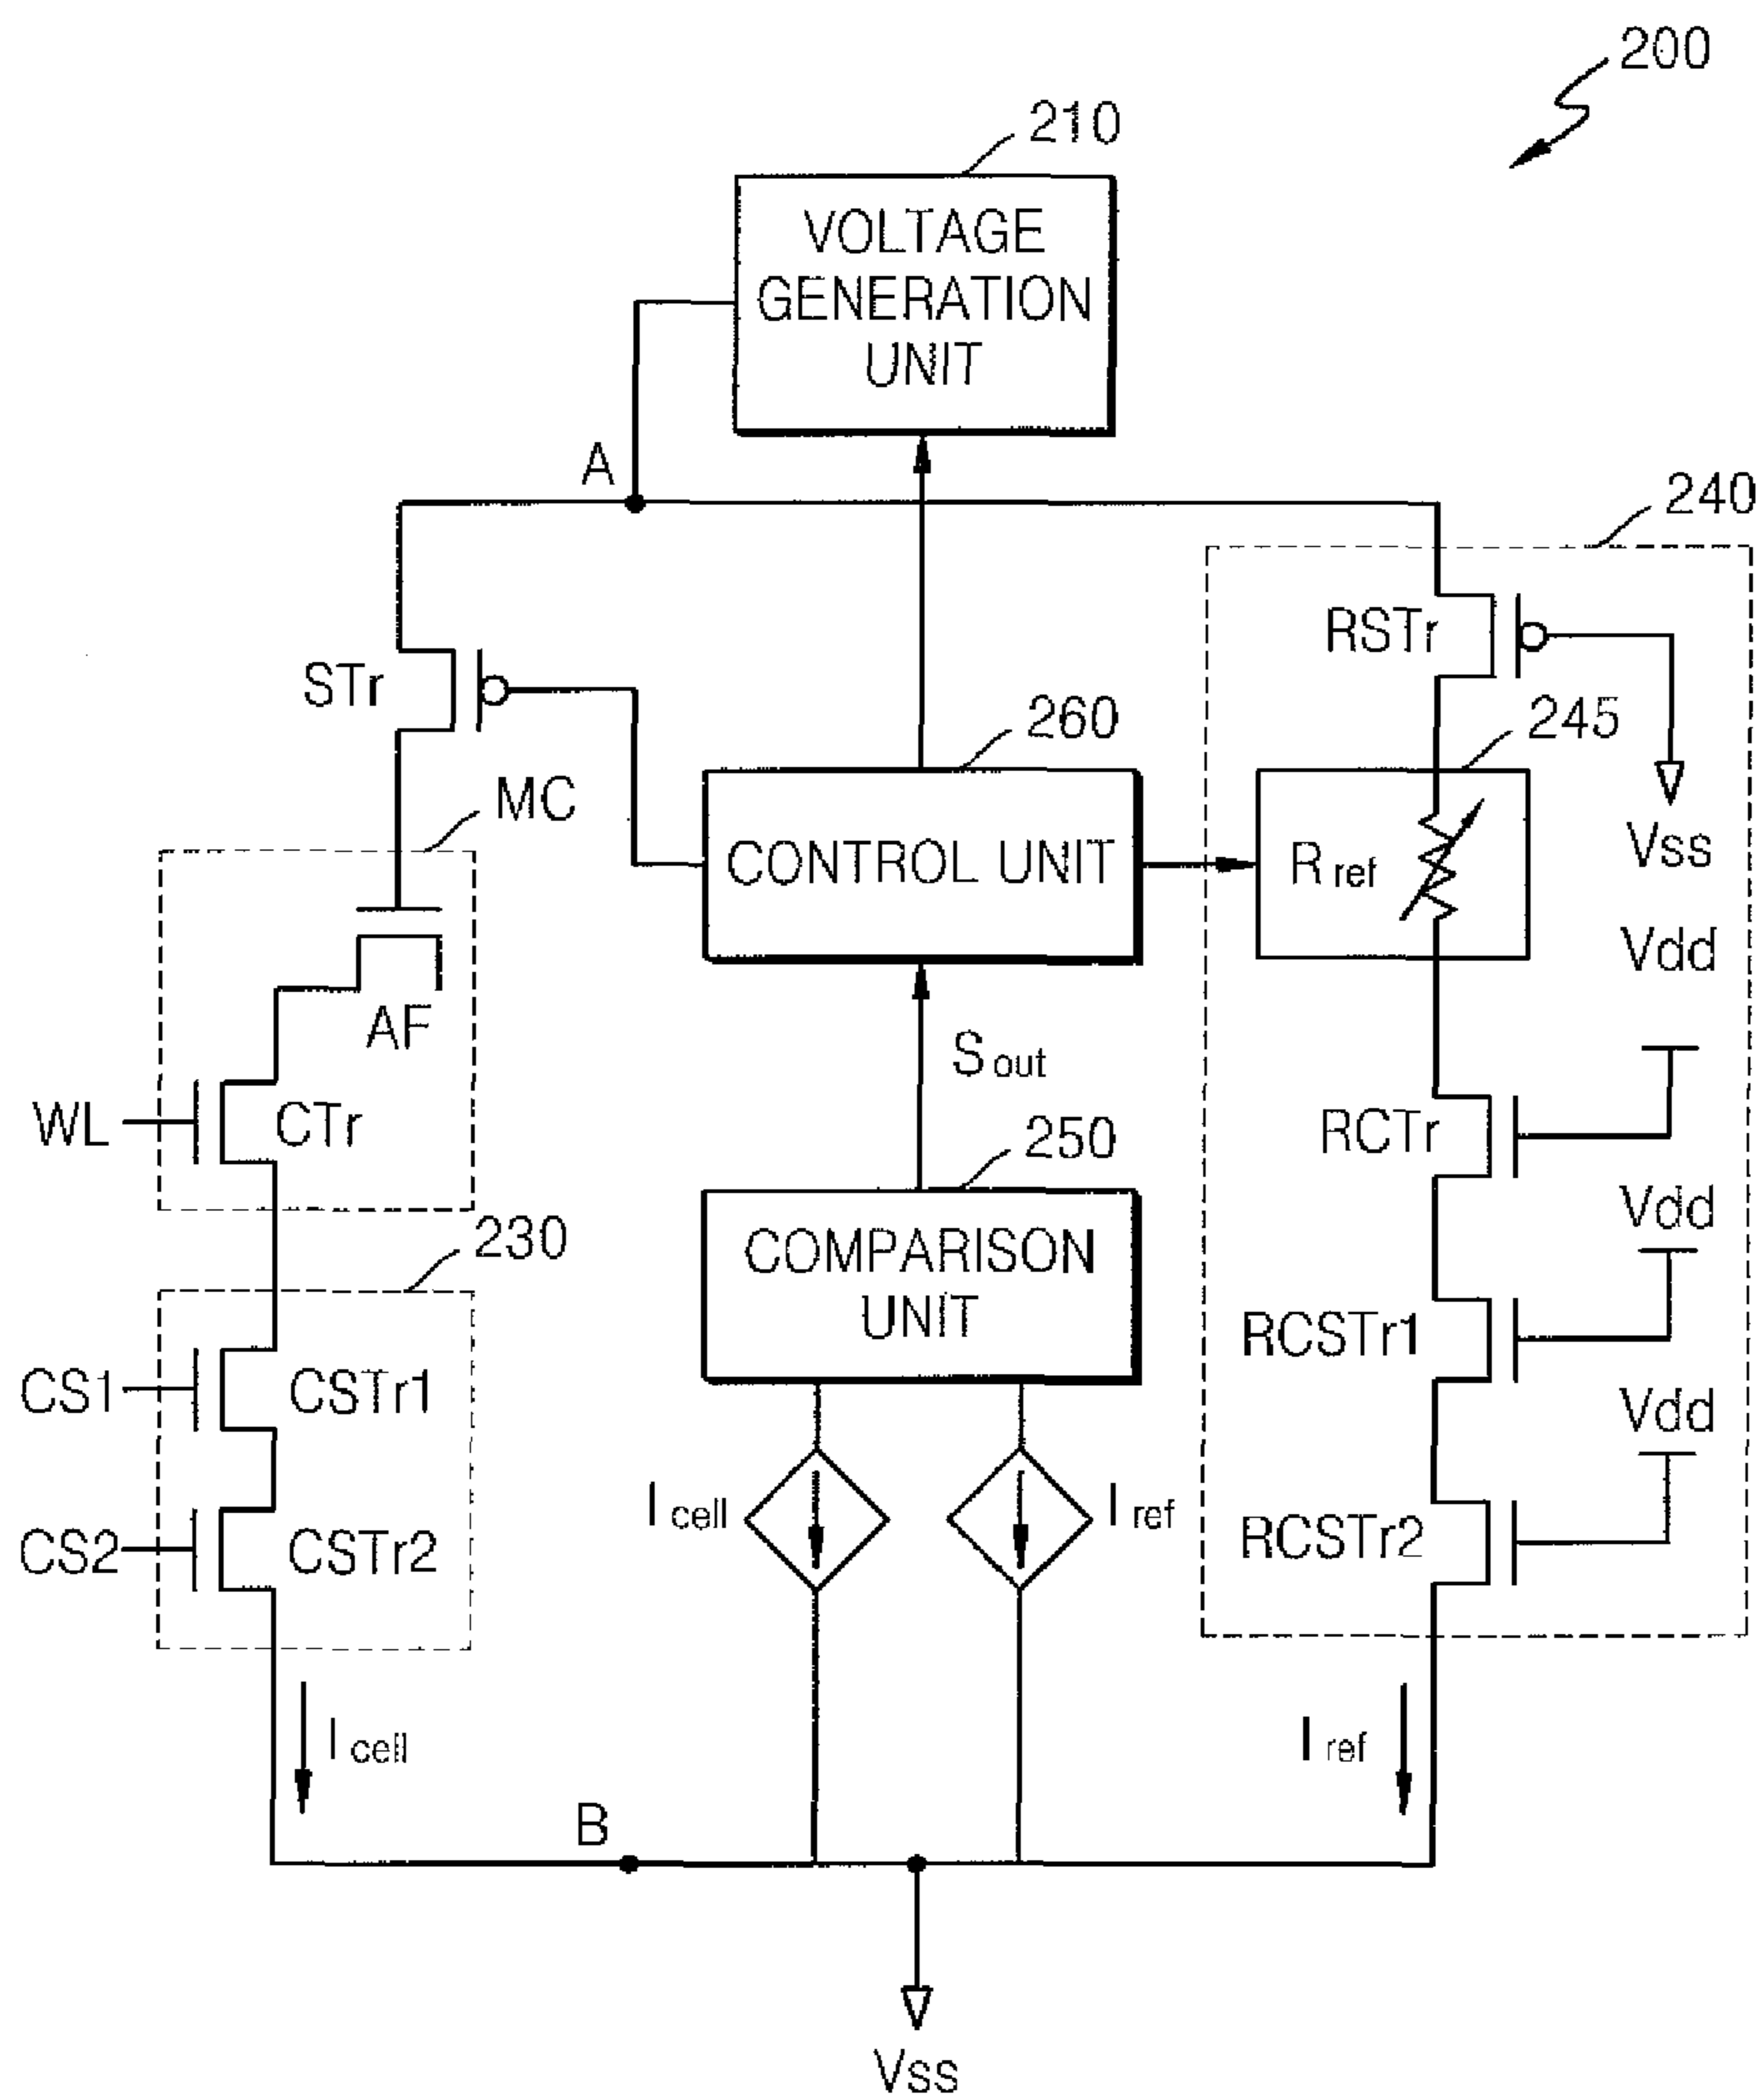 200
210
VOLTAGE
GENERATION
UNIT
A
240
RSTr
STr
260
245
MC
CONTROL UNIT
R ref
Vss
Vdd
AF
S out
WL
CTr
RCTr
250
230
COMPARISON
UNIT
Vdd
CS1
CSTr1
RCSTr1
Vdd
CS2
CSTr2
I cell
I ref
RCSTr2
I cell
I ref
B
Vss